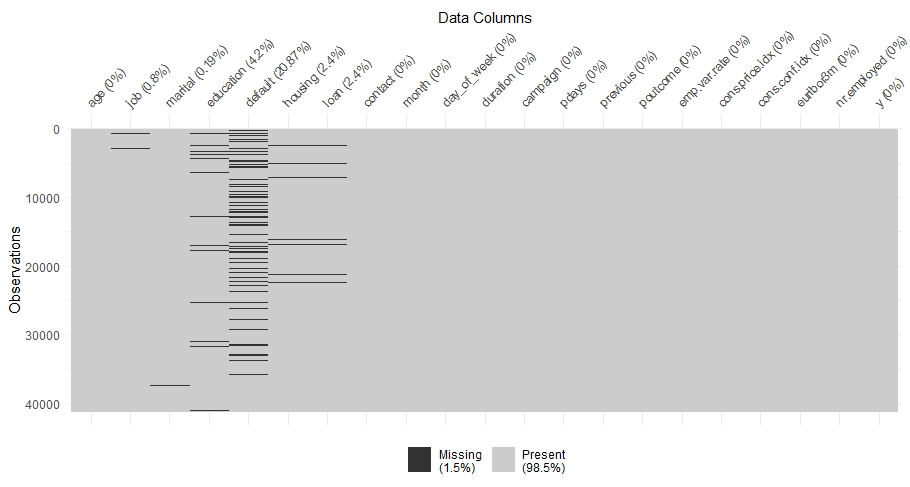 Data Columns
age (0%)
job (0.8%)
marital (0.19%)
education (4.2%)
default (20.87%)
housing (2.4%)
loan (2.4%)
contact (0%)
month (0%)
day_of_week (0%)
duration (0%)
campaign (0%)
pdays (0%)
previous (0%)
poutcome (0%)
emp.var.rate (0%)
cons.price.idx (0%)
cons.conf.idx (0%)
euribor3m (0%)
nr.employed (0%)
y (0%)
Observations
0
10000
20000
30000
40000
Missing
(1.5%)
Present
(98.5%)